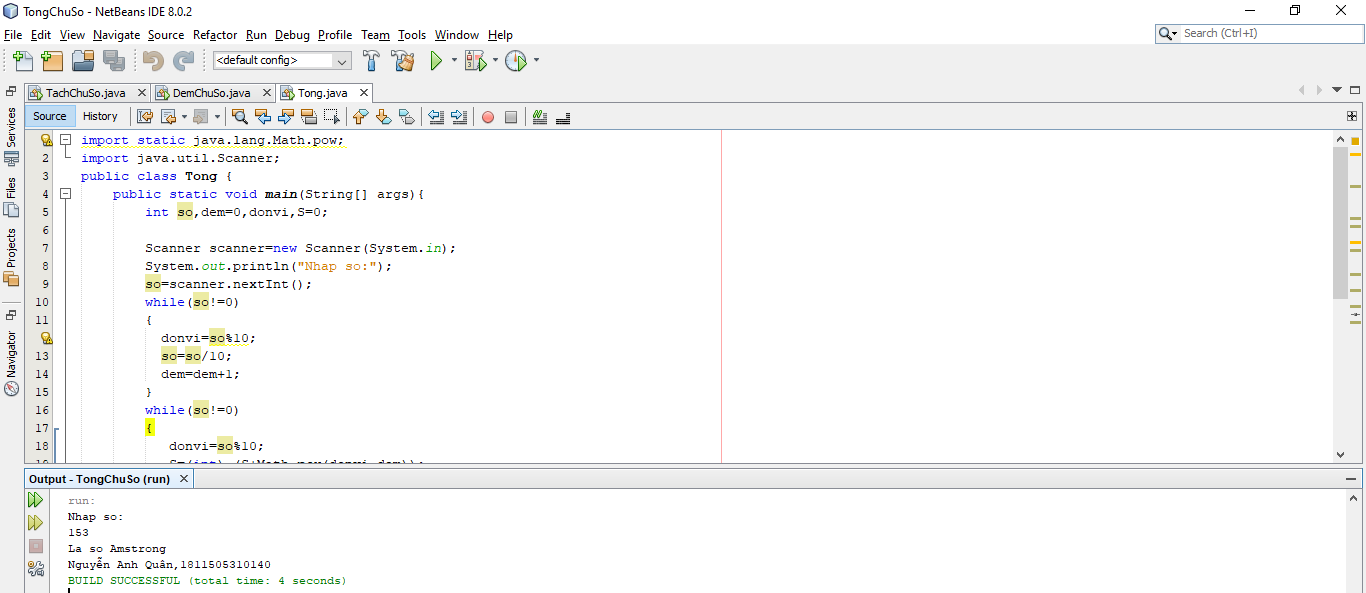 TongChuSo - NetBeans IDE 8.0.2
File Edit View Navigate Source Refactor Run Debug Profile Team Tools Window Help
Search (Ctrl+I)
<default config>
TachChuSo.java DemChuSo.java Tong.java
Source History
Services
Files
Projects
Navigator
import static java.lang.Math.pow;
2 import java.util.Scanner;
3 public class Tong {
4 public static void main(String[] args){
5 int so,dem=0,donvi,S=0;
6
7 Scanner scanner=new Scanner(System.in);
8 System.out.println("Nhap so:");
9 so=scanner.nextInt();
10 while(so!=0)
11 {
donvi=so%10;
13 so=so/10;
14 dem=dem+1;
15 }
16 while(so!=0)
17 {
18 donvi=so%10;
19 S=(int) (S+Math.pow(donvi,dem));
Output - TongChuSo (run)
run:
Nhap so:
153
La so Amstrong
Nguyễn Anh Quân,1811505310140
BUILD SUCCESSFUL (total time: 4 seconds)